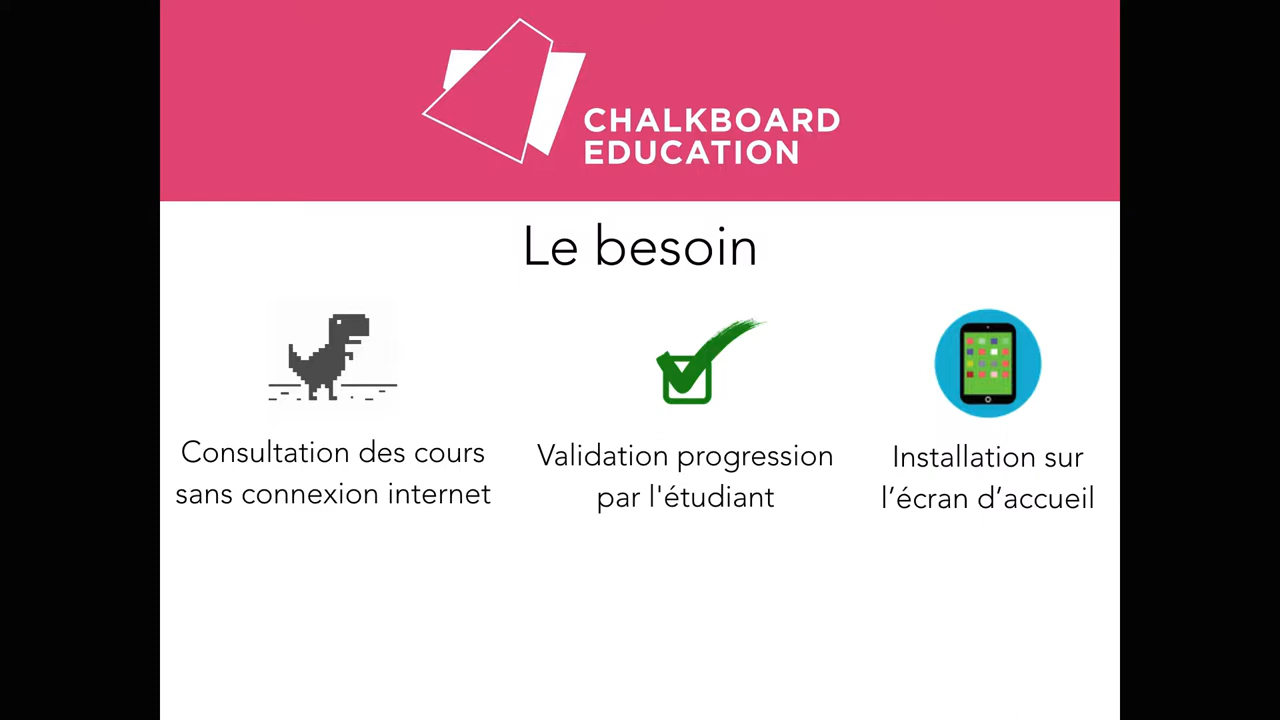 CHALKBOARD
EDUCATION
Le besoin
Consultation des cours
sans connexion internet
Validation progression
par l'étudiant
Installation sur
l’écran d’accueil